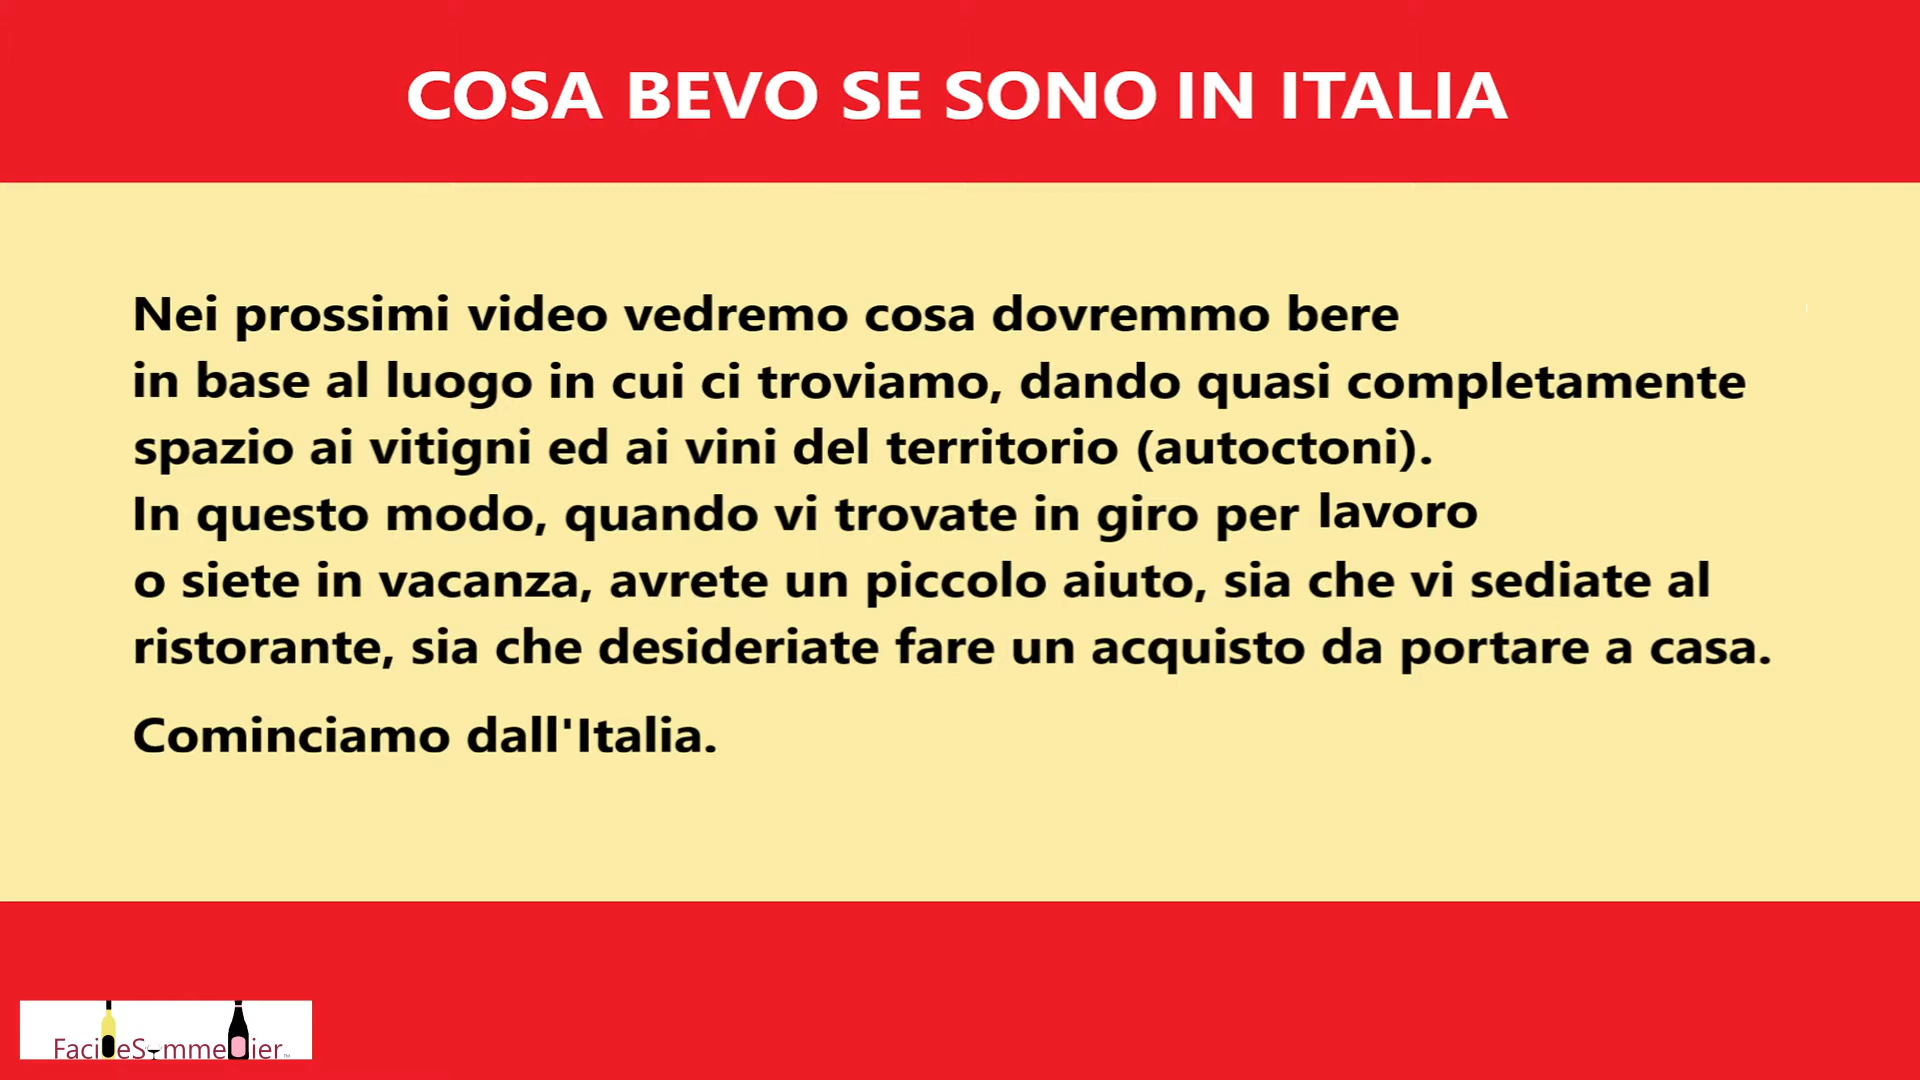 COSA BEVO SE SONO IN ITALIA
Nei prossimi video vedremo cosa dovremmo bere
in base al luogo in cui ci troviamo, dando quasi completamente
spazio ai vitigni ed ai vini del territorio (autoctoni).
In questo modo, quando vi trovate in giro per lavoro
o siete in vacanza, avrete un piccolo aiuto, sia che vi sediate al
ristorante, sia che desideriate fare un acquisto da portare a casa.
Cominciamo dall'Italia.
FacileSommelier